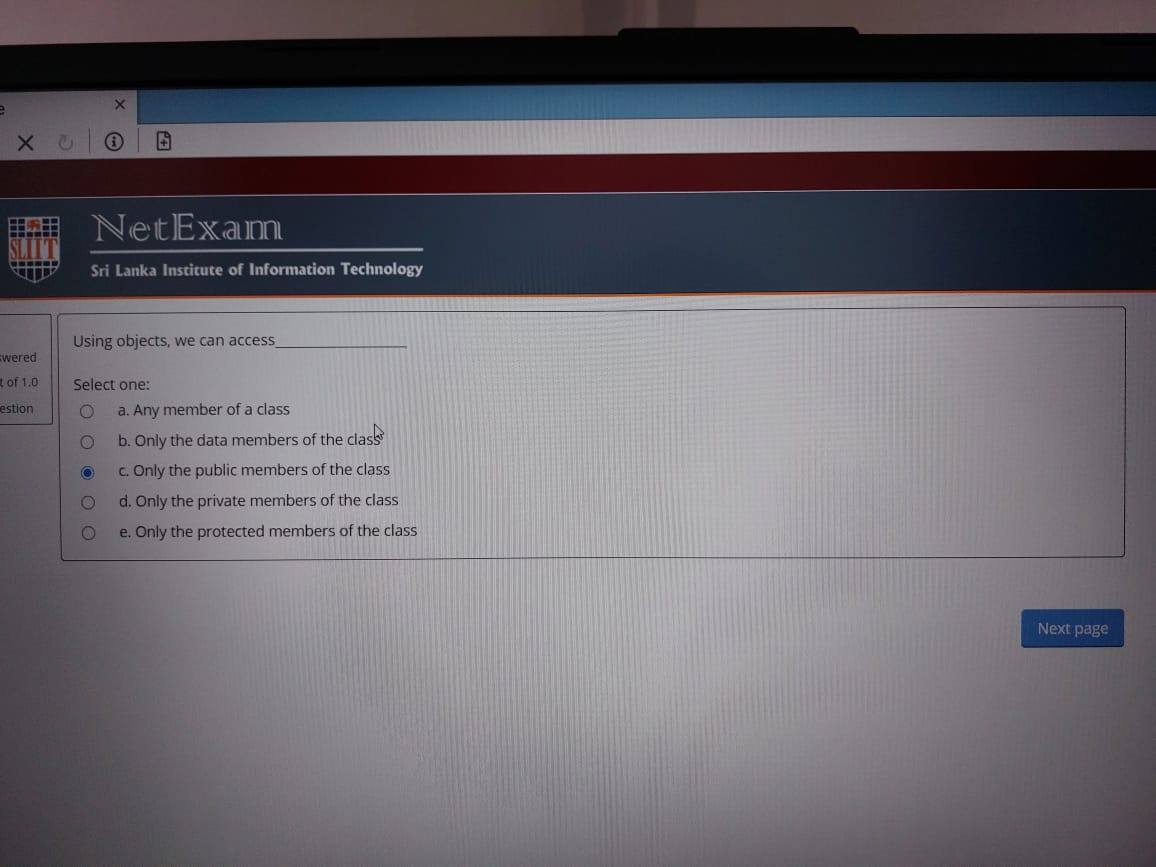 e
SLIIT
NetExam
Sri Lanka Institute of Information Technology
wered
t of 1.0
estion
Using objects, we can access______________
Select one:
a. Any member of a class
b. Only the data members of the class
c. Only the public members of the class
d. Only the private members of the class
e. Only the protected members of the class
Next page